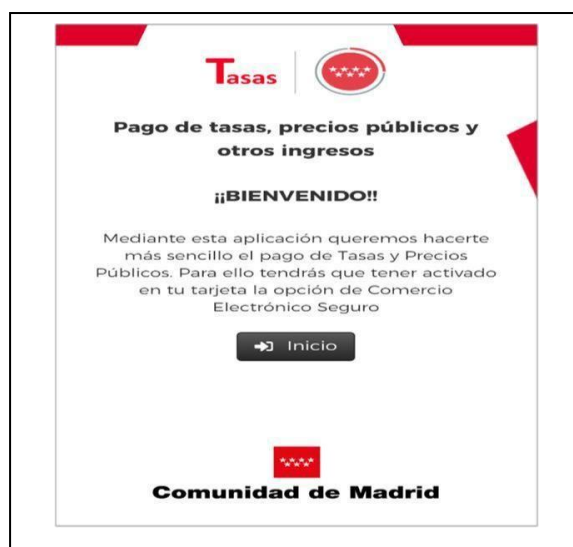 Tasas
Pago de tasas, precios públicos y
otros ingresos
¡¡BIENVENIDO!!
Mediante esta aplicación queremos hacerte
más sencillo el pago de Tasas y Precios
Públicos. Para ello tendrás que tener activado
en tu tarjeta la opción de Comercio
Electrónico Seguro
Inicio
Comunidad de Madrid